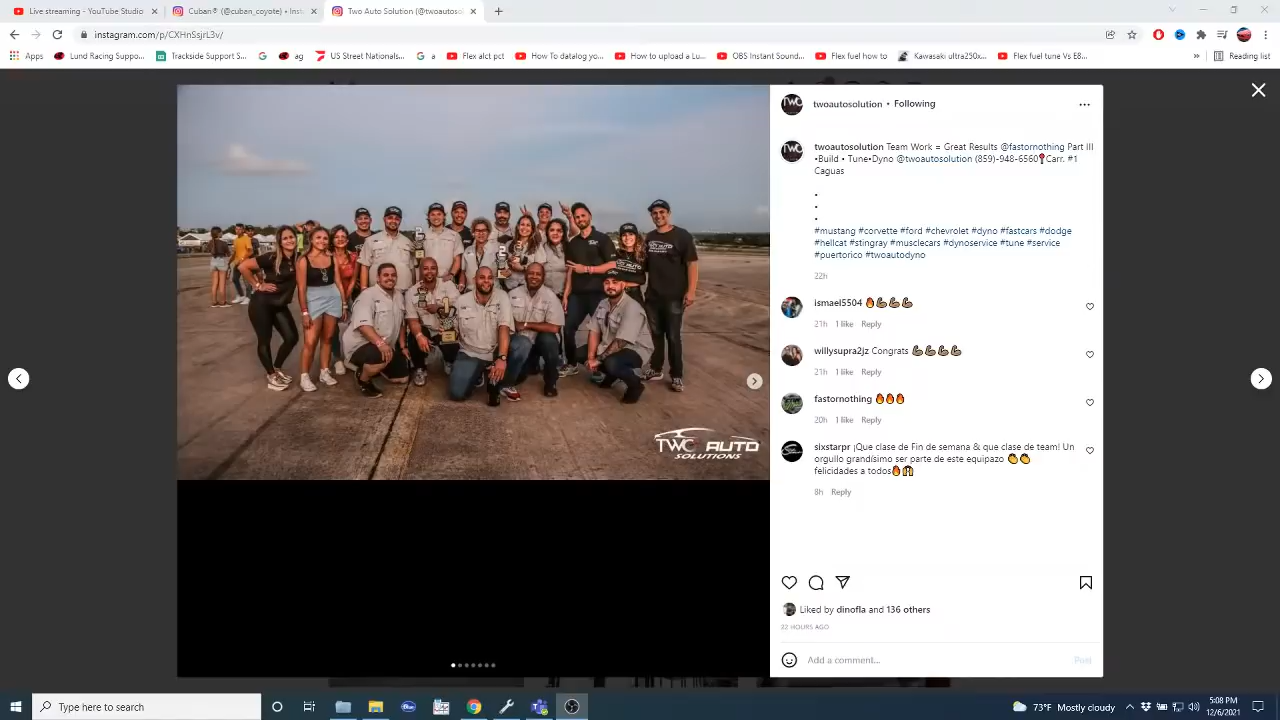 Live streaming - YouTube Studio
Cuban® (@cuban_coyote) • Inst
Two Auto Solution (@twoautosol
instagram.com/p/CXHnSsjrL3v/
Apps
Lund Racing Suppo...
Trackside Support S...
ag
US Street Nationals...
a
Flex alct pct
How To datalog yo...
How to upload a Lu...
OBS Instant Sound...
Flex fuel how to
Kawasaki ultra250x...
Flex fuel tune Vs E8...
»
Reading list
twoautosolution • Following
twoautosolution Team Work = Great Results @fastornothing Part III
•Build • Tune•Dyno @twoautosolution (859)-948-6560📍Carr. #1
Caguas
•
•
•
#mustang #corvette #ford #chevrolet #dyno #fastcars #dodge
#hellcat #stingray #musclecars #dynoservice #tune #service
#puertorico #twoautodyno
22h
ismael5504 🔥💪🏽💪🏽💪🏽
21h 1 like Reply
willysupra2jz Congrats 💪🏽💪🏽💪🏽💪🏽
21h 1 like Reply
fastornothing 🔥🔥🔥
20h 1 like Reply
sixstarpr ¡Que clase de Fin de semana & que clase de team! Un
orgullo grandísimo ser parte de este equipazo 👏👏
felicidades a todos🔥🙌
8h Reply
TWO AUTO
SOLUTIONS
Liked by dinofla and 136 others
22 HOURS AGO
Add a comment...
Post
Type here to search
73°F Mostly cloudy
5:08 PM
12/6/2021